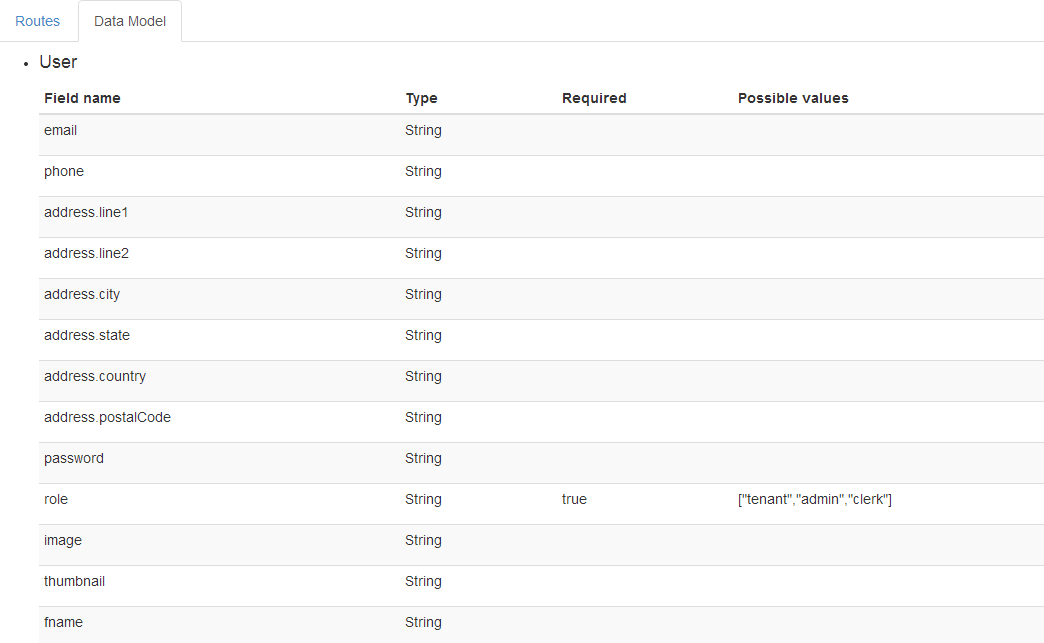 Routes Data Model
User
Field name Type Required Possible values
email String
phone String
address.line1 String
address.line2 String
address.city String
address.state String
address.country String
address.postalCode String
password String
role String true ["tenant","admin","clerk"]
image String
thumbnail String
fname String